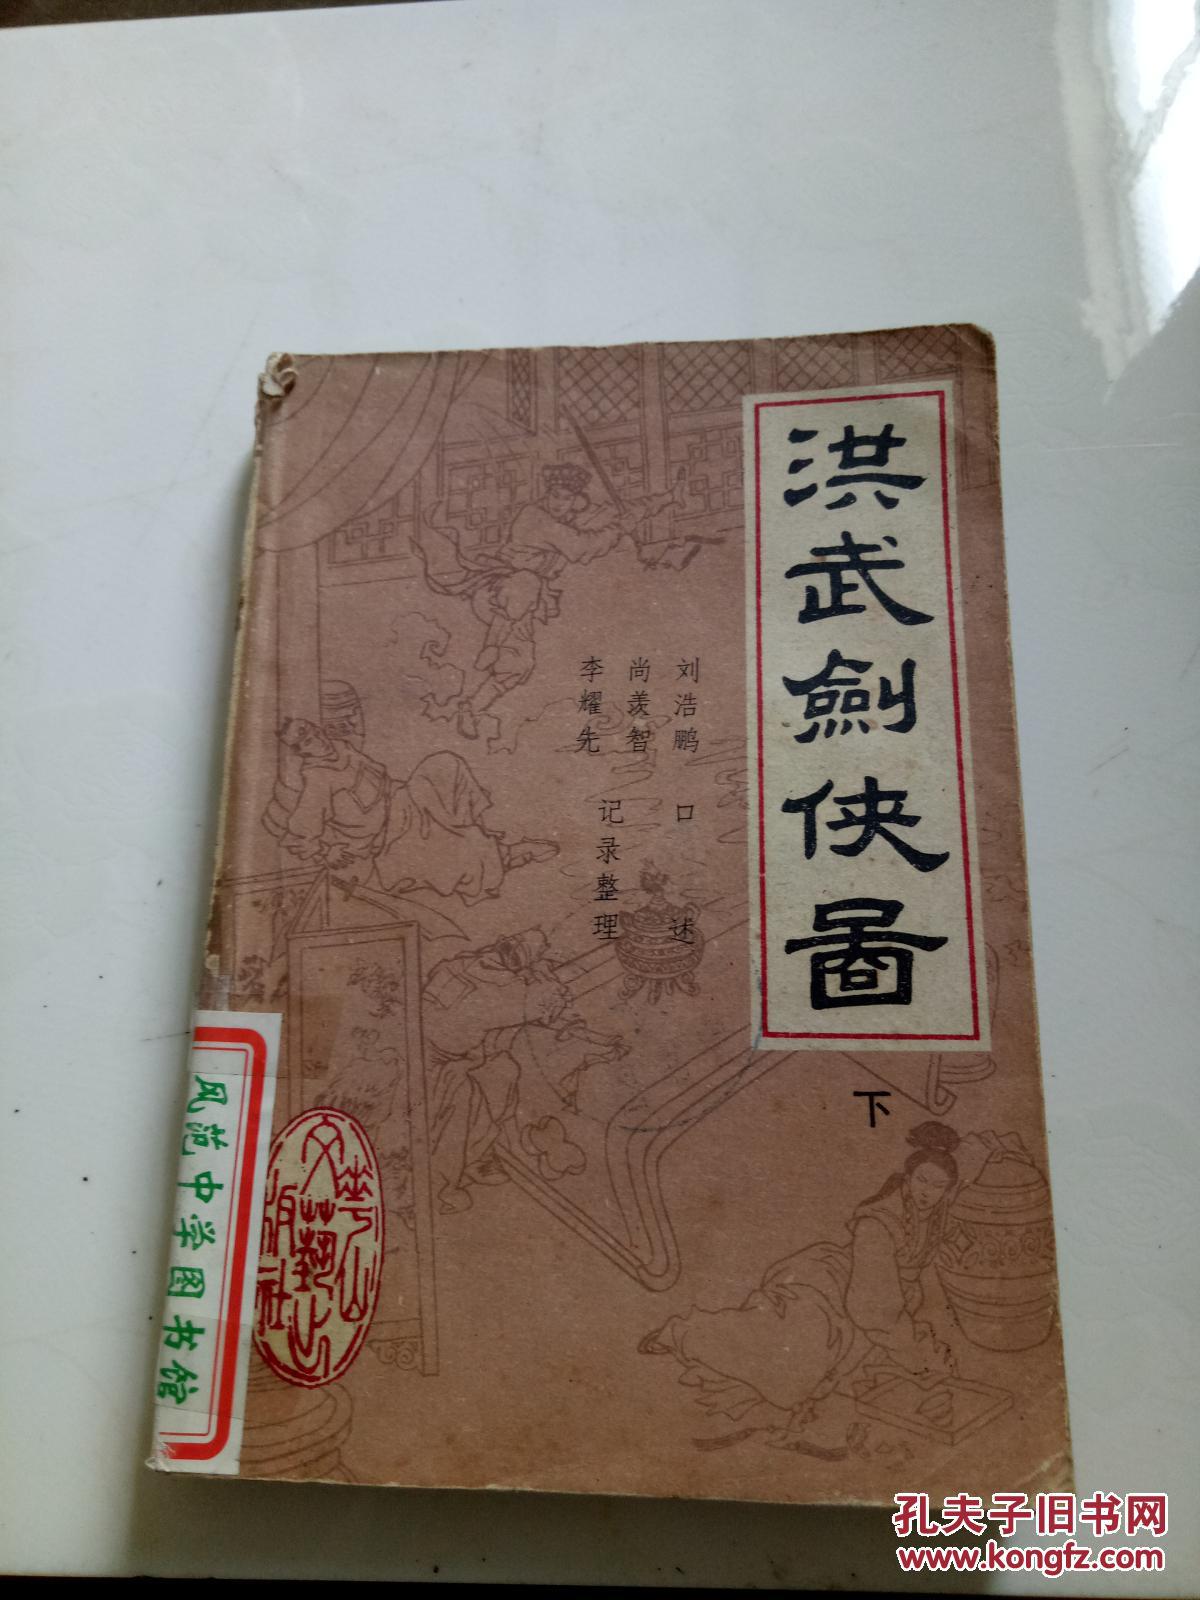 洪武劍侠圖
下
刘浩鹏 口 述
尚羡智
李耀先
记录整理
风范中学图书馆
孔夫子旧书网
www.kongfz.com